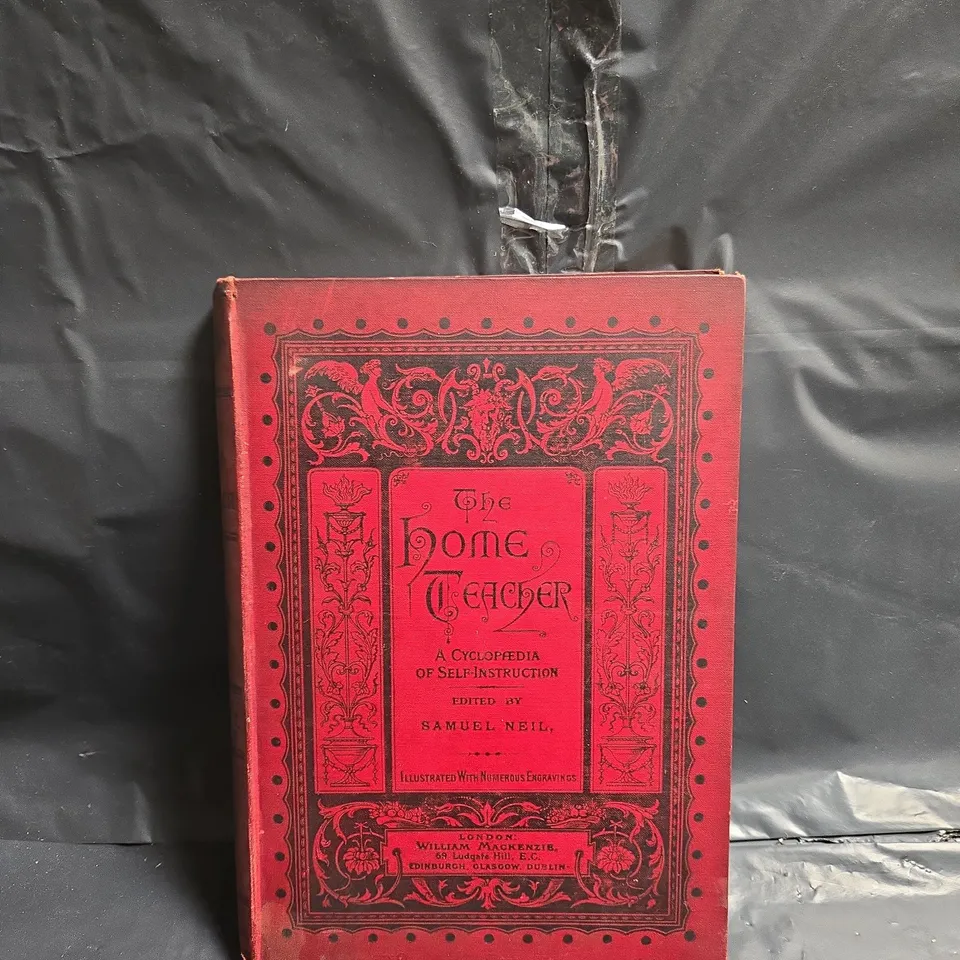 The
Home
Teacher
A Cyclopædia
of Self-Instruction
Edited by
Samuel Neil,
Illustrated With Numerous Engravings
London:
William Mackenzie,
69 Ludgate Hill, E.C.
Edinburgh, Glasgow, Dublin.